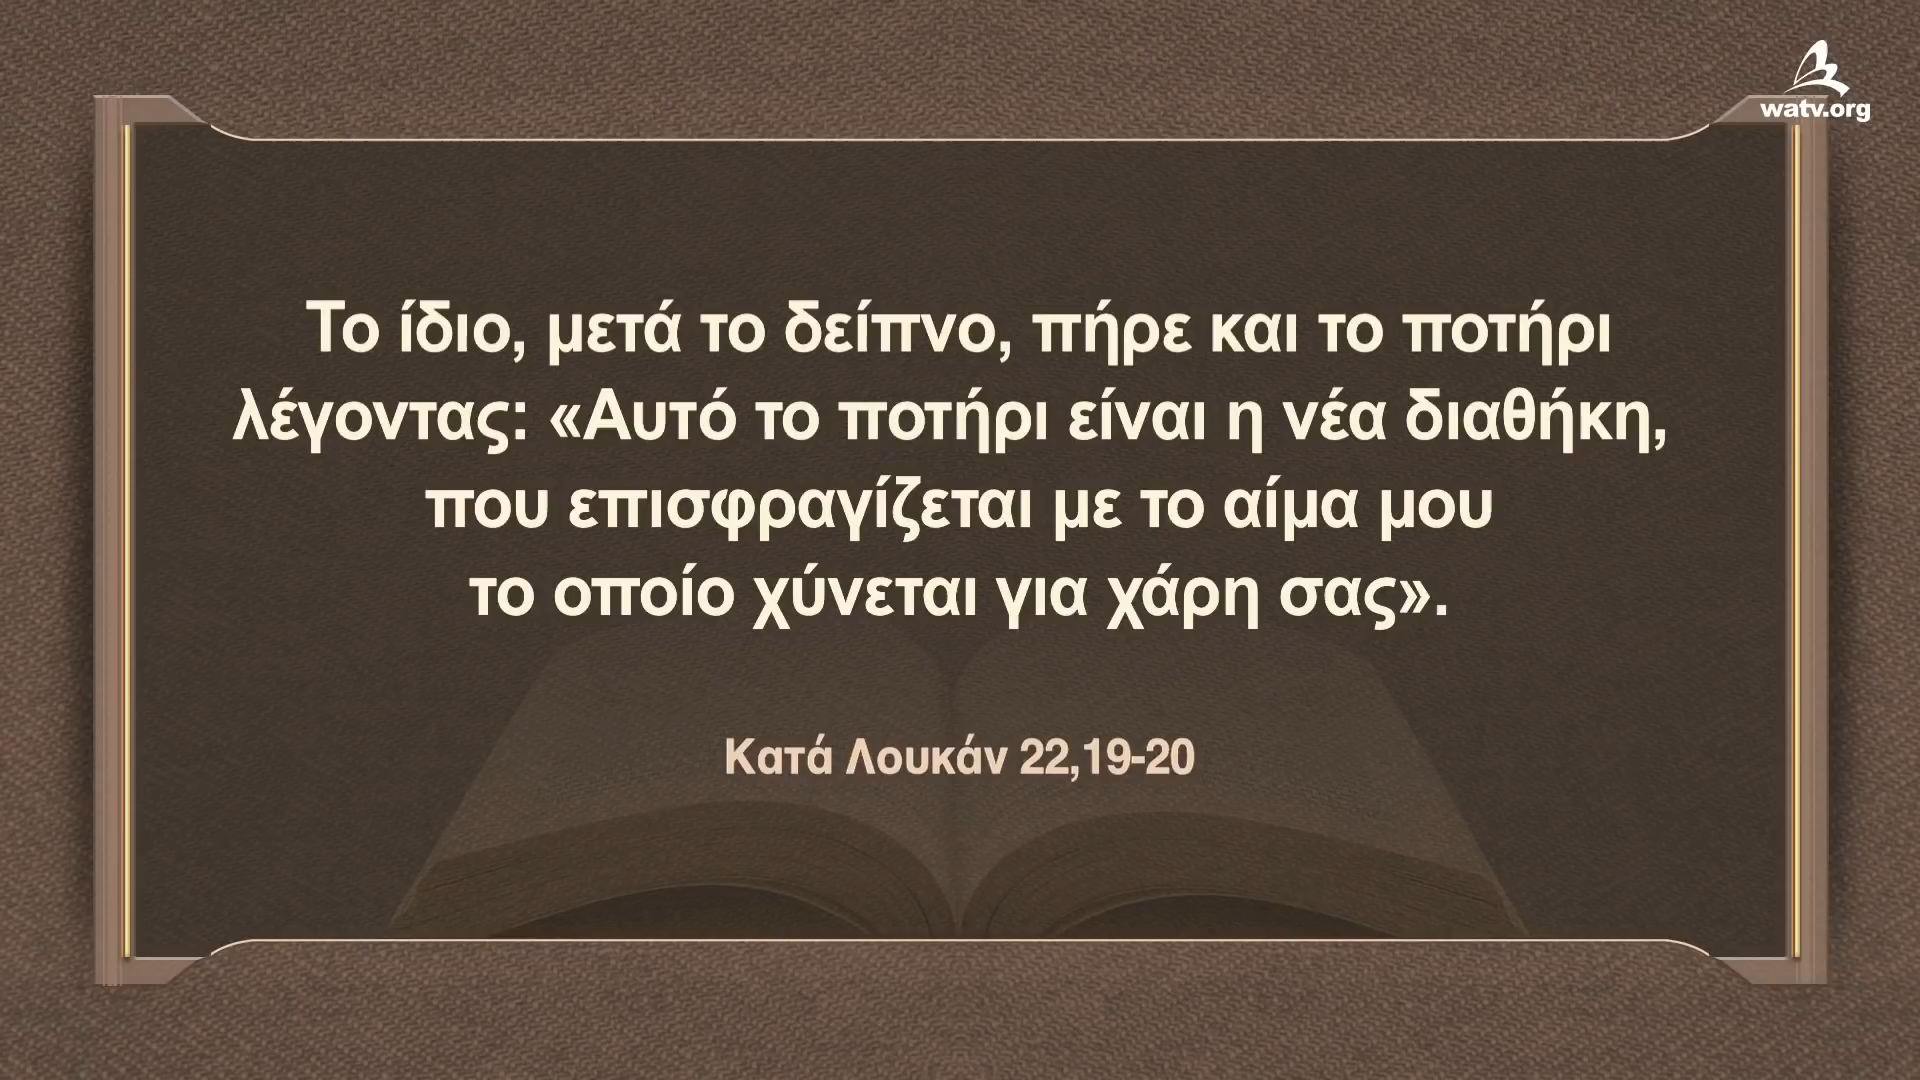 watv.org
Το ίδιο, μετά το δείπνο, πήρε και το ποτήρι
λέγοντας: «Αυτό το ποτήρι είναι η νέα διαθήκη,
που επισφραγίζεται με το αίμα μου
το οποίο χύνεται για χάρη σας».
Κατά Λουκάν 22,19-20